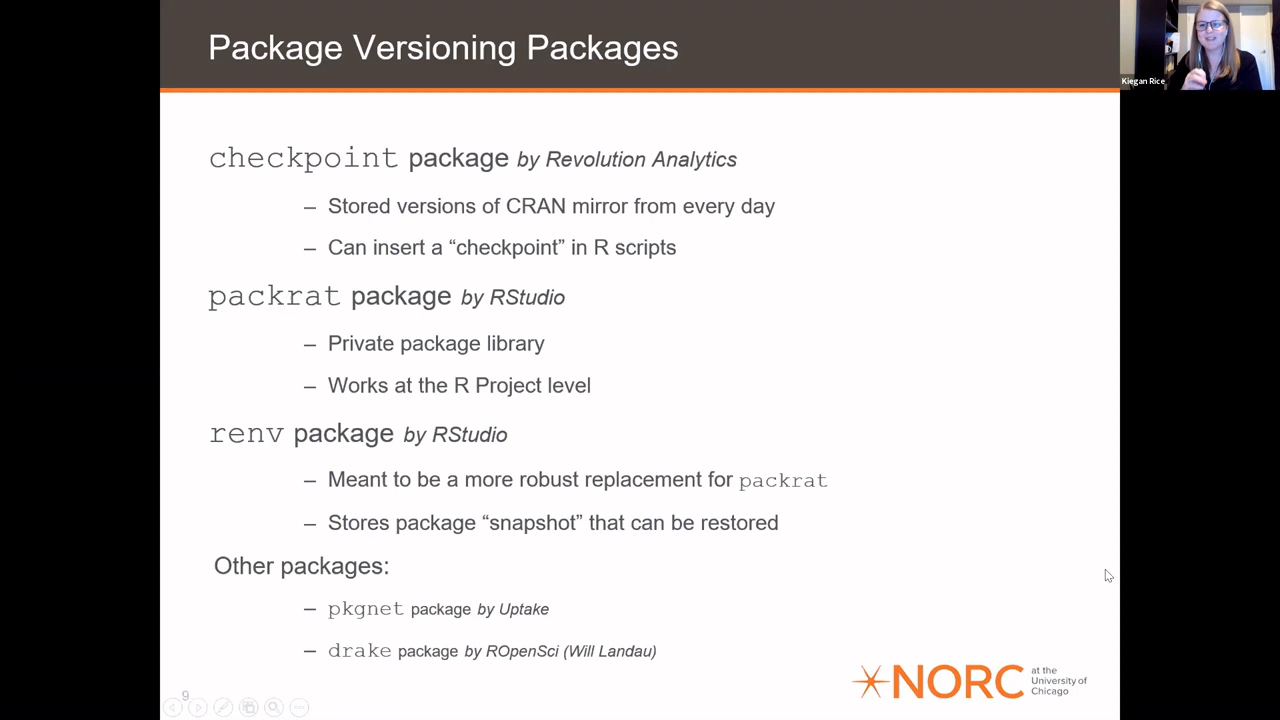 Package Versioning Packages
Kiegan Rice
checkpoint package by Revolution Analytics
– Stored versions of CRAN mirror from every day
– Can insert a “checkpoint” in R scripts
packrat package by RStudio
– Private package library
– Works at the R Project level
renv package by RStudio
– Meant to be a more robust replacement for packrat
– Stores package “snapshot” that can be restored
Other packages:
– pkgnet package by Uptake
– drake package by ROpenSci (Will Landau)
9
NORC
at the
University of
Chicago